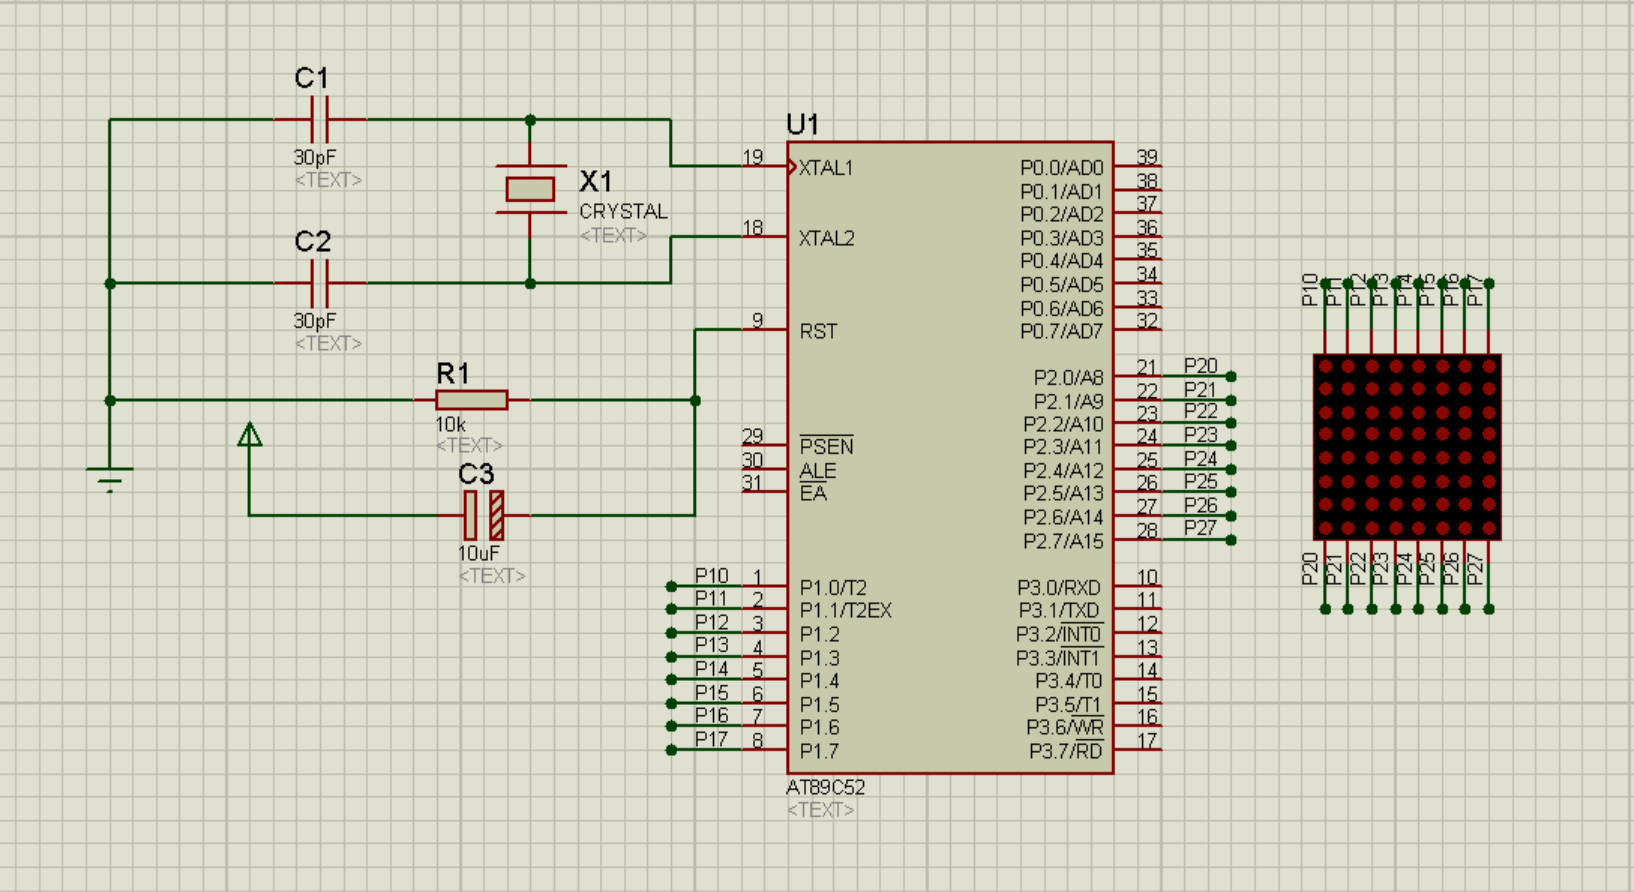 C1
30pF
<TEXT>
X1
CRYSTAL
<TEXT>
C2
30pF
<TEXT>
R1
10k
<TEXT>
C3
10uF
<TEXT>
U1
19 XTAL1
18 XTAL2
9 RST
29 PSEN
30 ALE
31 EA
P10 1 P1.0/T2
P11 2 P1.1/T2EX
P12 3 P1.2
P13 4 P1.3
P14 5 P1.4
P15 6 P1.5
P16 7 P1.6
P17 8 P1.7
P0.0/AD0 39
P0.1/AD1 38
P0.2/AD2 37
P0.3/AD3 36
P0.4/AD4 35
P0.5/AD5 34
P0.6/AD6 33
P0.7/AD7 32
P2.0/A8 21 P20
P2.1/A9 22 P21
P2.2/A10 23 P22
P2.3/A11 24 P23
P2.4/A12 25 P24
P2.5/A13 26 P25
P2.6/A14 27 P26
P2.7/A15 28 P27
P3.0/RXD 10
P3.1/TXD 11
P3.2/INT0 12
P3.3/INT1 13
P3.4/T0 14
P3.5/T1 15
P3.6/WR 16
P3.7/RD 17
AT89C52
<TEXT>
P10 P11 P12 P13 P14 P15 P16 P17
P20 P21 P22 P23 P24 P25 P26 P27